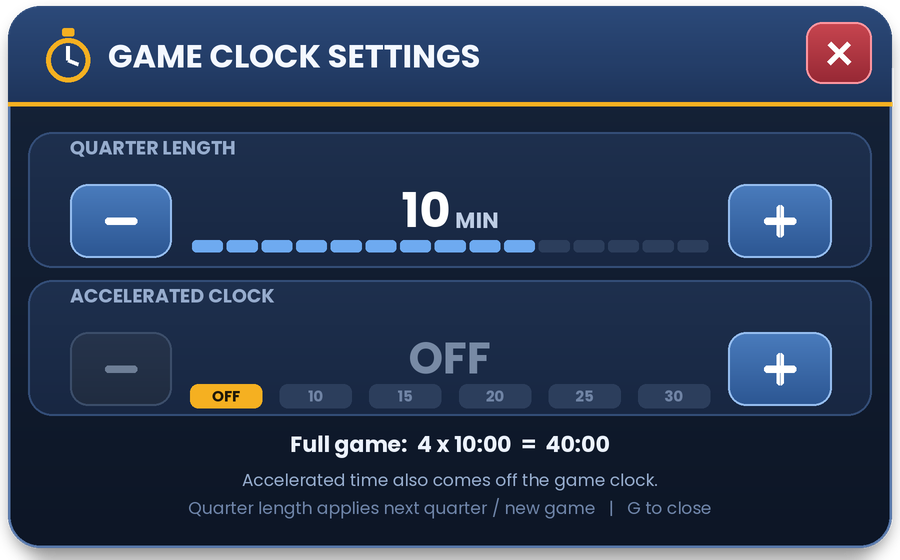 GAME CLOCK SETTINGS
QUARTER LENGTH
10 MIN
ACCELERATED CLOCK
OFF
OFF 10 15 20 25 30
Full game: 4 x 10:00 = 40:00
Accelerated time also comes off the game clock.
Quarter length applies next quarter / new game | G to close